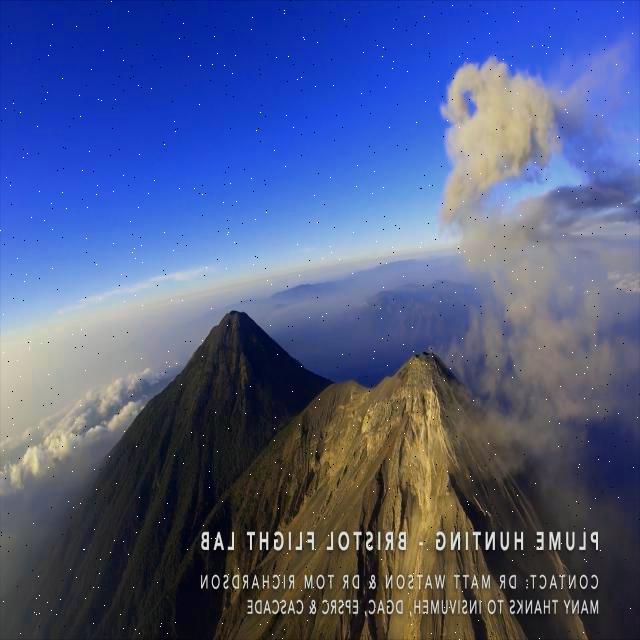 PLUME HUNTING - BRISTOL FLIGHT LAB
CONTACT: DR MATT WATSON & DR TOM RICHARDSON
MANY THANKS TO INSIVUMEH, DGAC, EPSRC & CASCADE